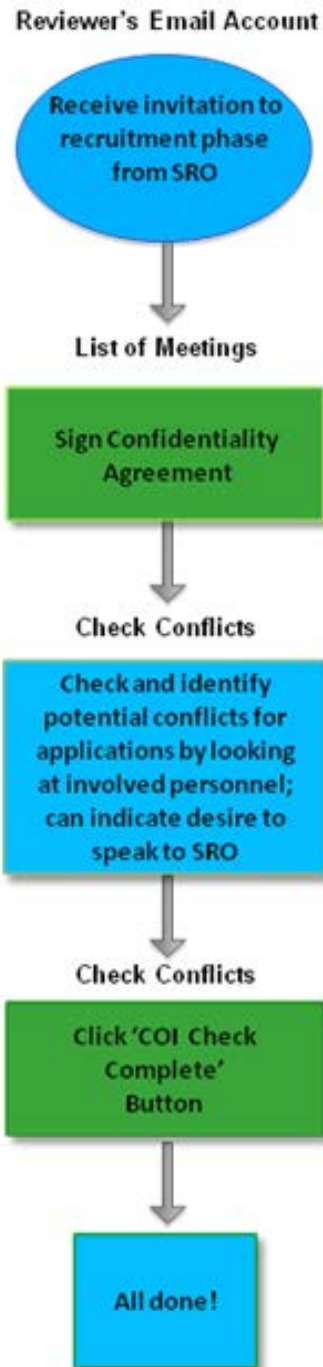 Reviewer's Email Account
Receive invitation to
recruitment phase
from SRO
List of Meetings
Sign Confidentiality
Agreement
Check Conflicts
Check and identify
potential conflicts for
applications by looking
at involved personnel;
can indicate desire to
speak to SRO
Check Conflicts
Click ‘COI Check
Complete’
Button
All done!